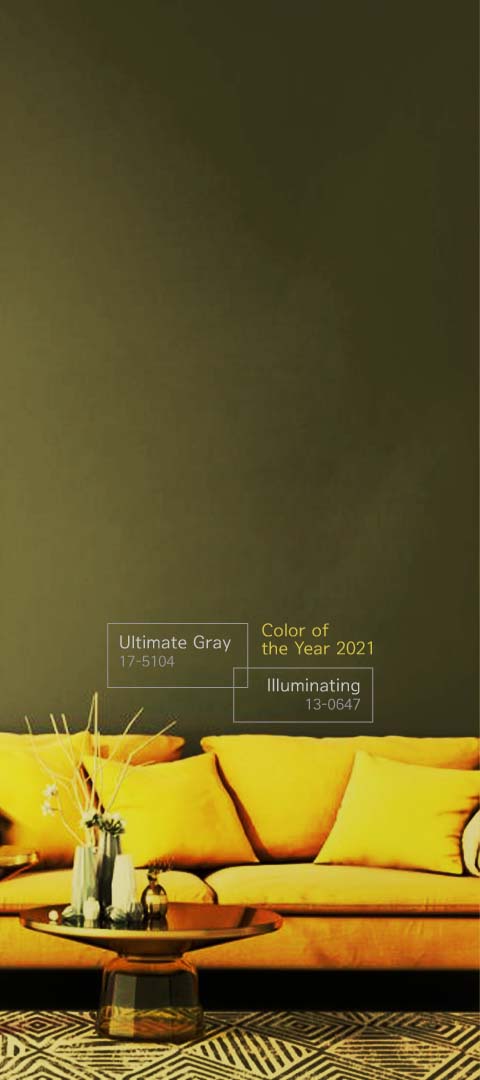 Ultimate Gray
17-5104
Color of
the Year 2021
Illuminating
13-0647